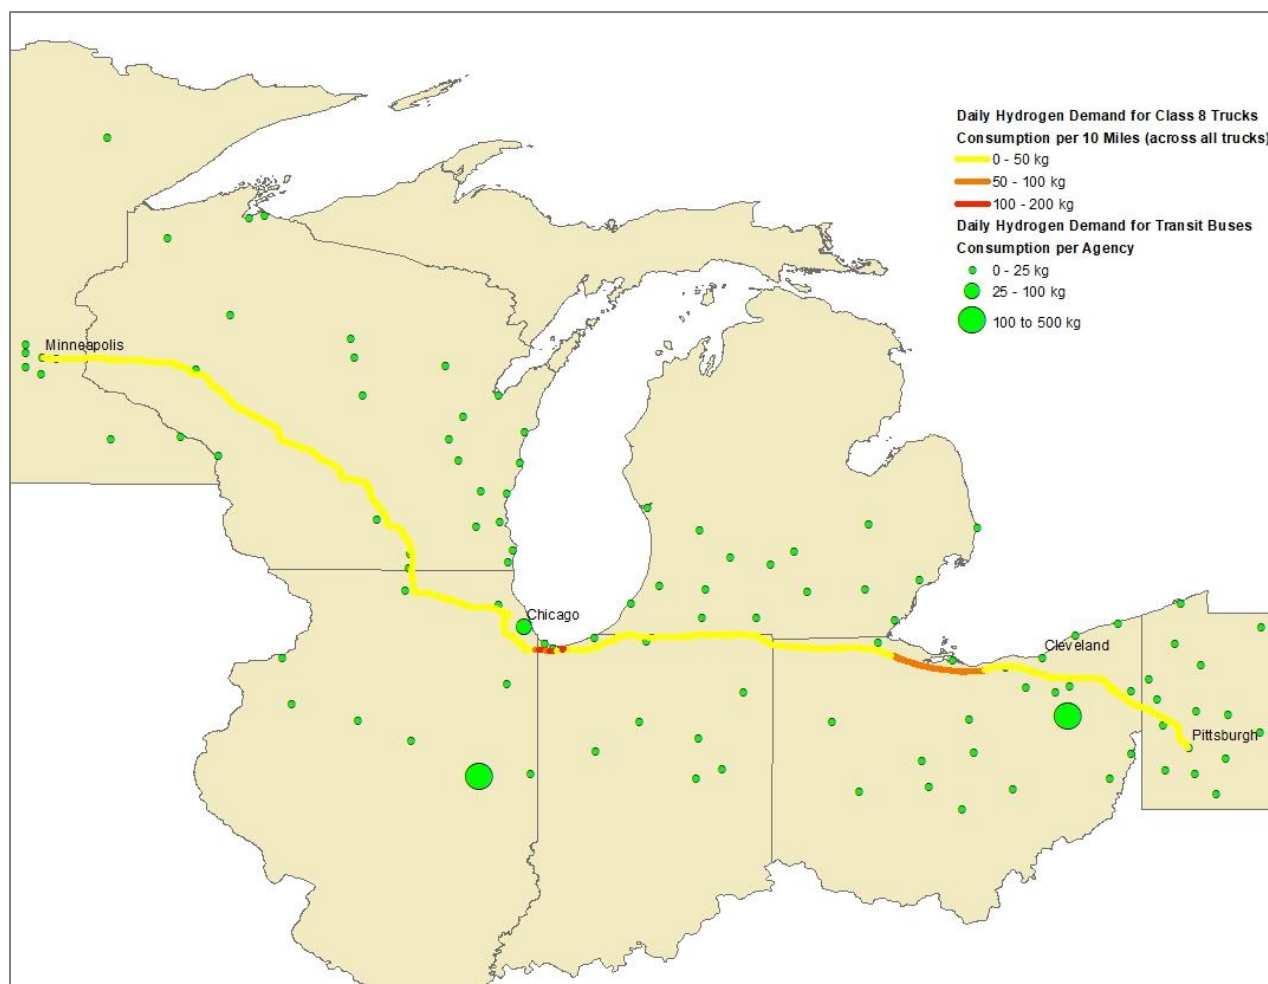 Daily Hydrogen Demand for Class 8 Trucks
Consumption per 10 Miles (across all trucks)
0 - 50 kg
50 - 100 kg
100 - 200 kg
Daily Hydrogen Demand for Transit Buses
Consumption per Agency
0 - 25 kg
25 - 100 kg
100 to 500 kg
Minneapolis
Chicago
Cleveland
Pittsburgh